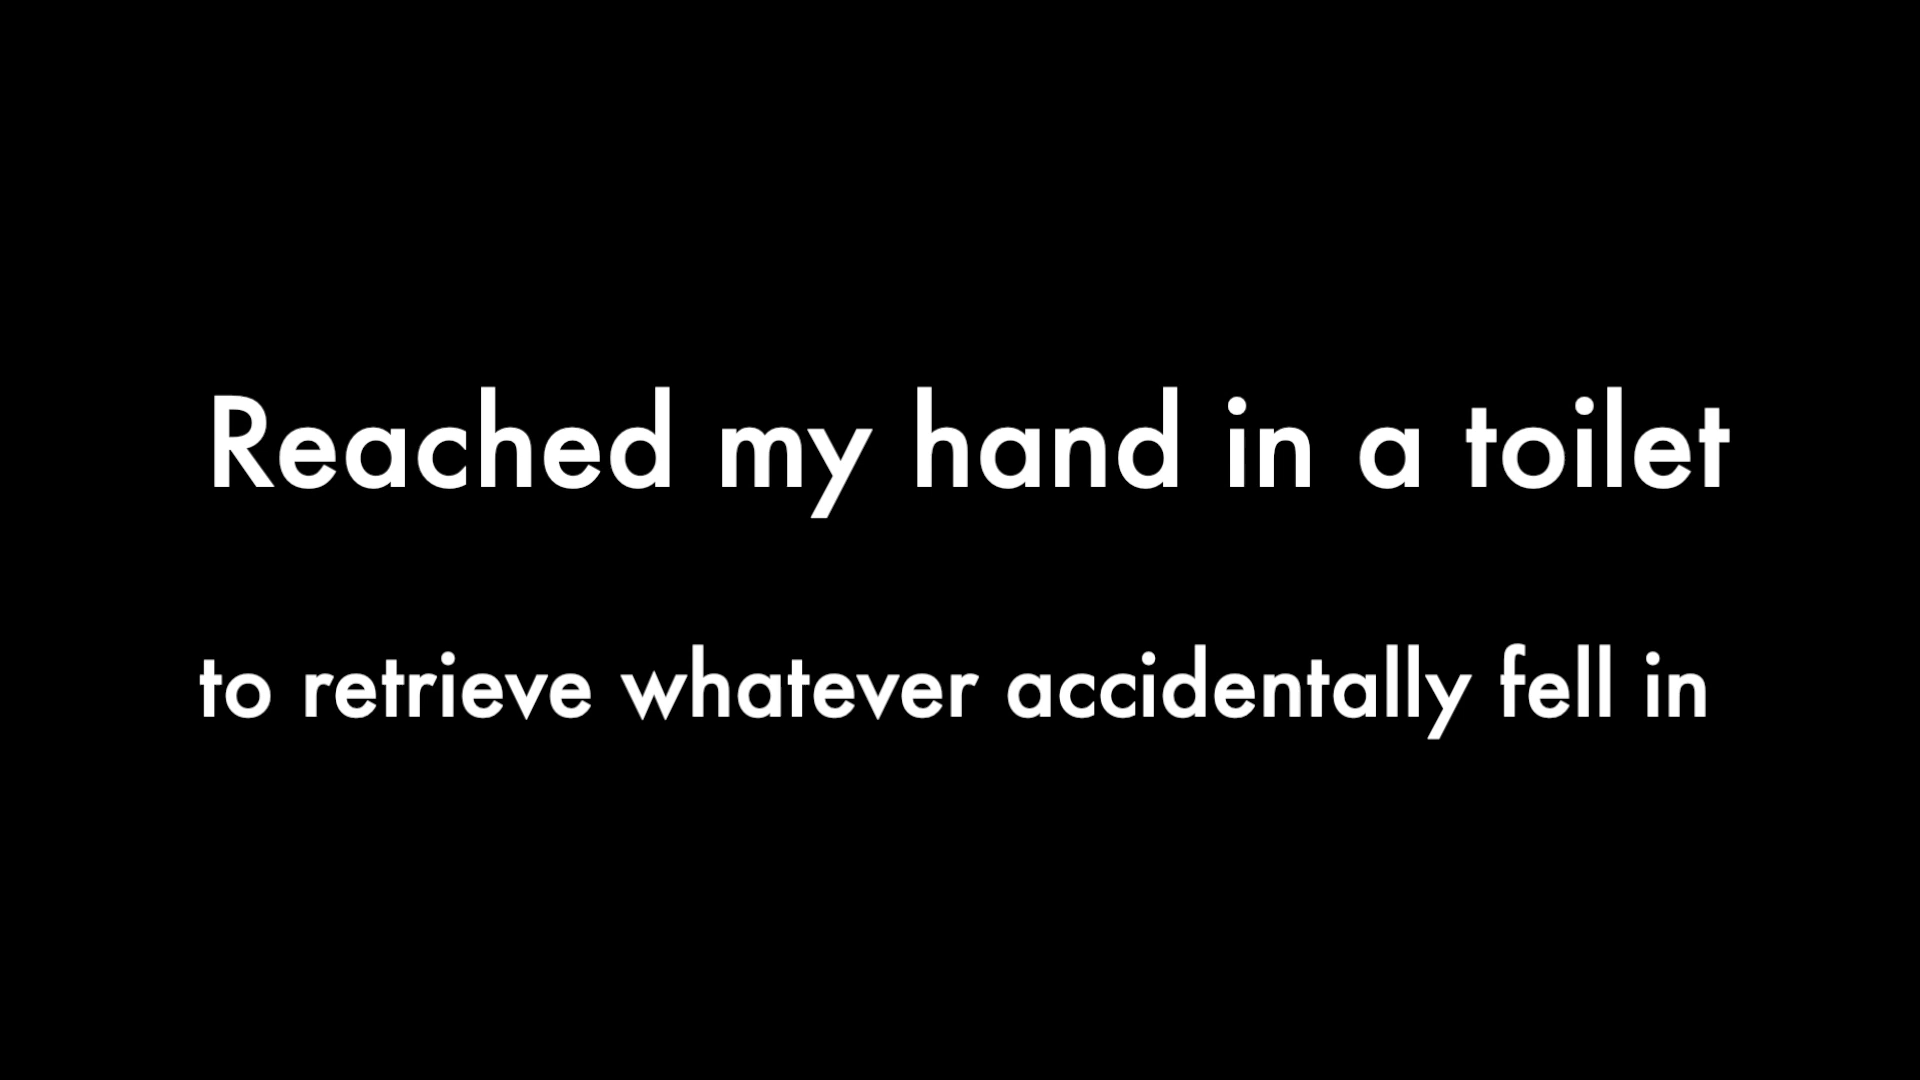 Reached my hand in a toilet
to retrieve whatever accidentally fell in